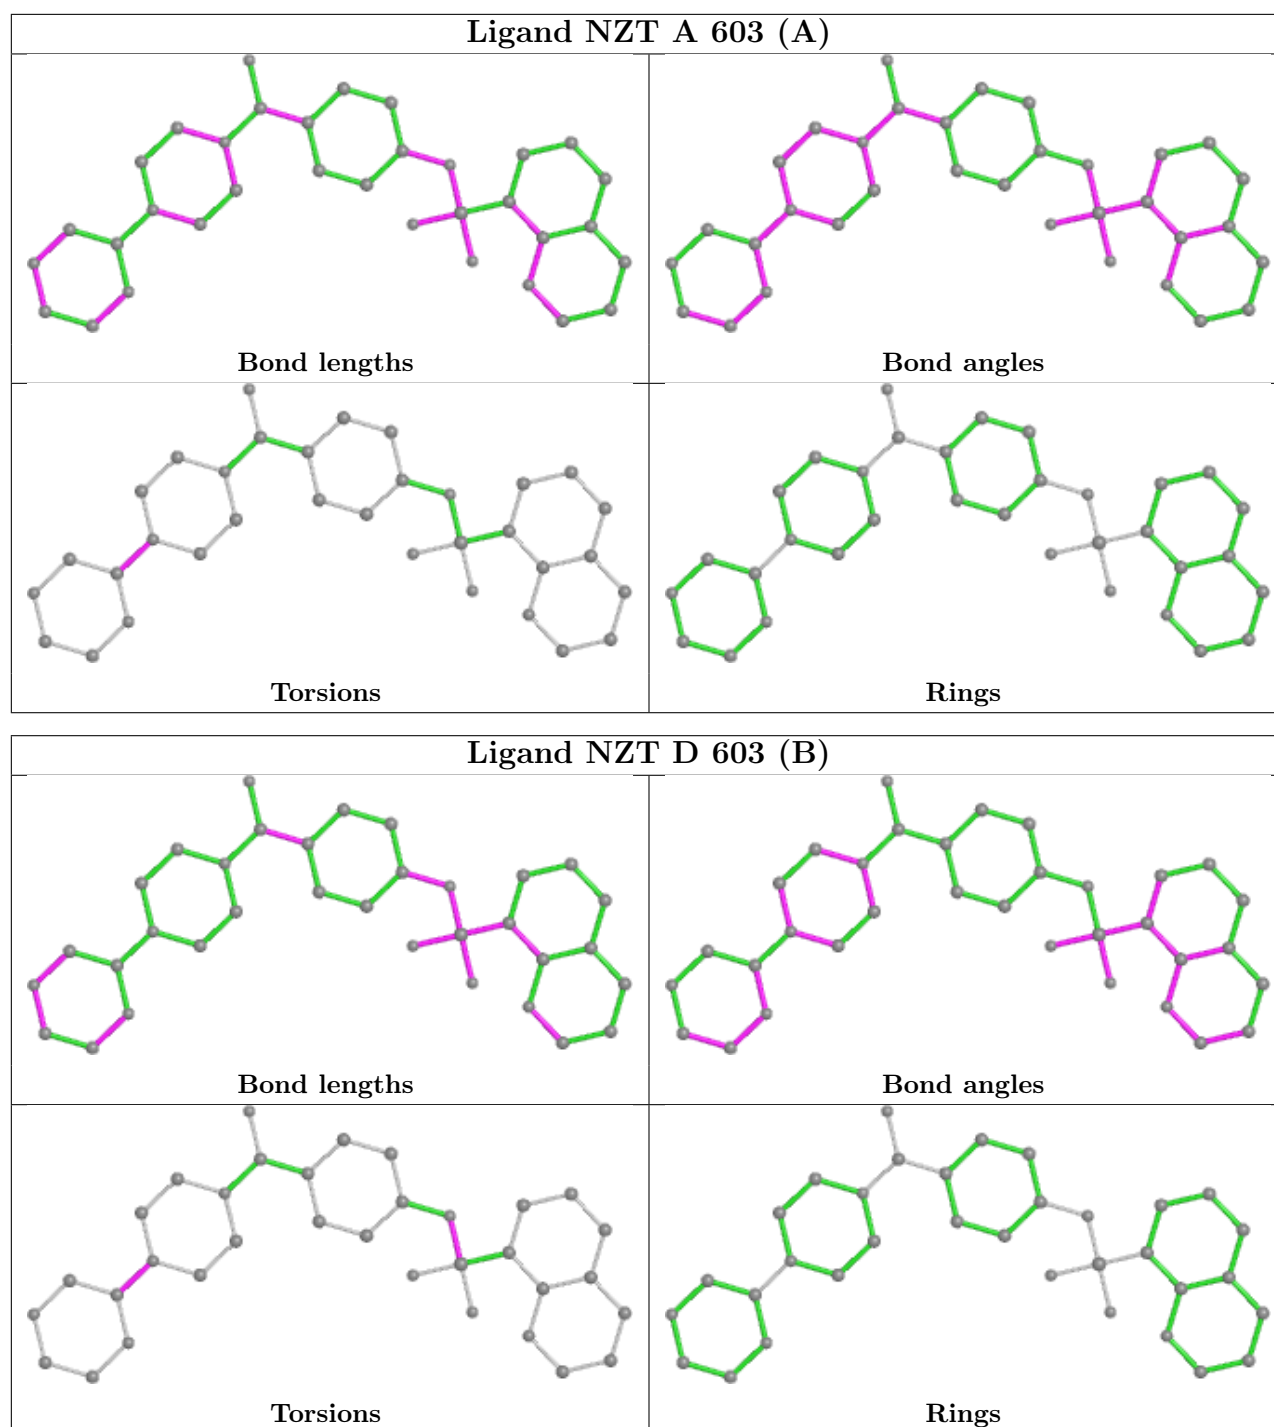 Ligand NZT A 603 (A)
Bond lengths
Bond angles
Torsions
Rings
Ligand NZT D 603 (B)
Bond lengths
Bond angles
Torsions
Rings